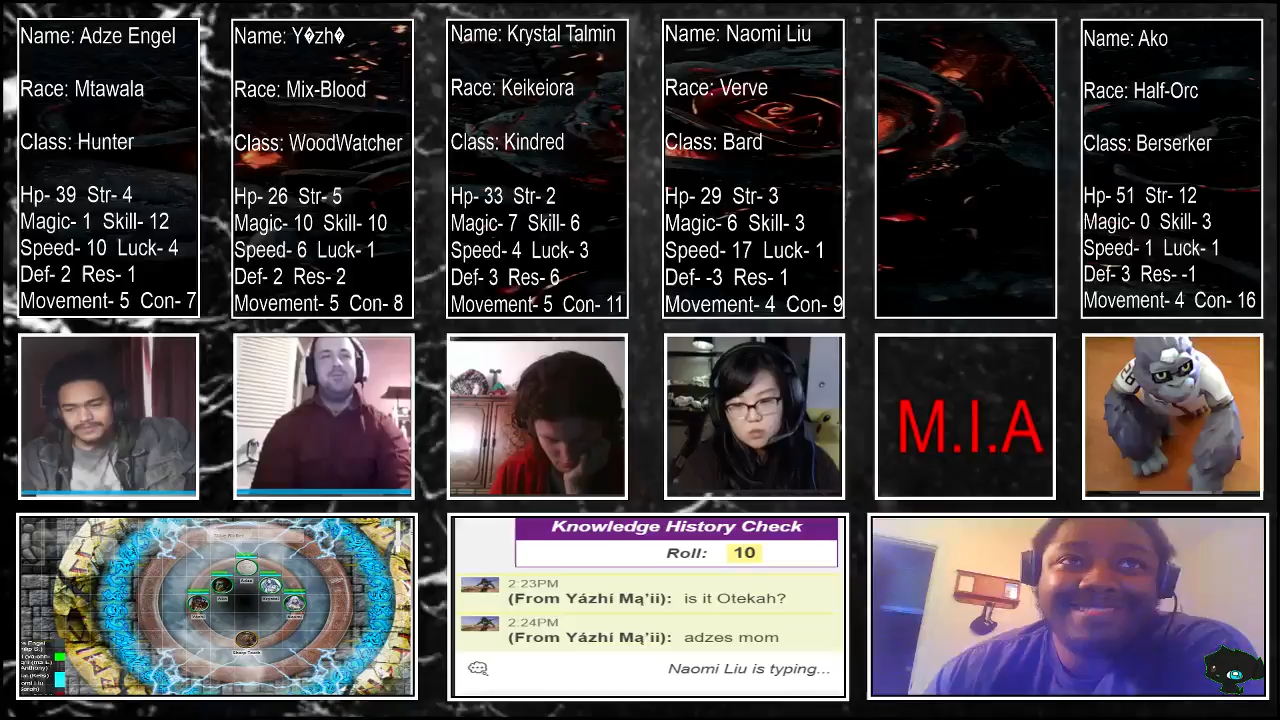 Name: Adze Engel
Race: Mtawala
Class: Hunter
Hp- 39 Str- 4
Magic- 1 Skill- 12
Speed- 10 Luck- 4
Def- 2 Res- 1
Movement- 5 Con- 7
Name: Y�zh�
Race: Mix-Blood
Class: WoodWatcher
Hp- 26 Str- 5
Magic- 10 Skill- 10
Speed- 6 Luck- 1
Def- 2 Res- 2
Movement- 5 Con- 8
Name: Krystal Talmin
Race: Keikeiora
Class: Kindred
Hp- 33 Str- 2
Magic- 7 Skill- 6
Speed- 4 Luck- 3
Def- 3 Res- 6
Movement- 5 Con- 11
Name: Naomi Liu
Race: Verve
Class: Bard
Hp- 29 Str- 3
Magic- 6 Skill- 3
Speed- 17 Luck- 1
Def- -3 Res- 1
Movement- 4 Con- 9
Name: Ako
Race: Half-Orc
Class: Berserker
Hp- 51 Str- 12
Magic- 0 Skill- 3
Speed- 1 Luck- 1
Def- 3 Res- -1
Movement- 4 Con- 16
M.I.A
Knowledge History Check
Roll: 10
2:23PM
(From Yázhí Mą'ii): is it Otekah?
2:24PM
(From Yázhí Mą'ii): adzes mom
Naomi Liu is typing...